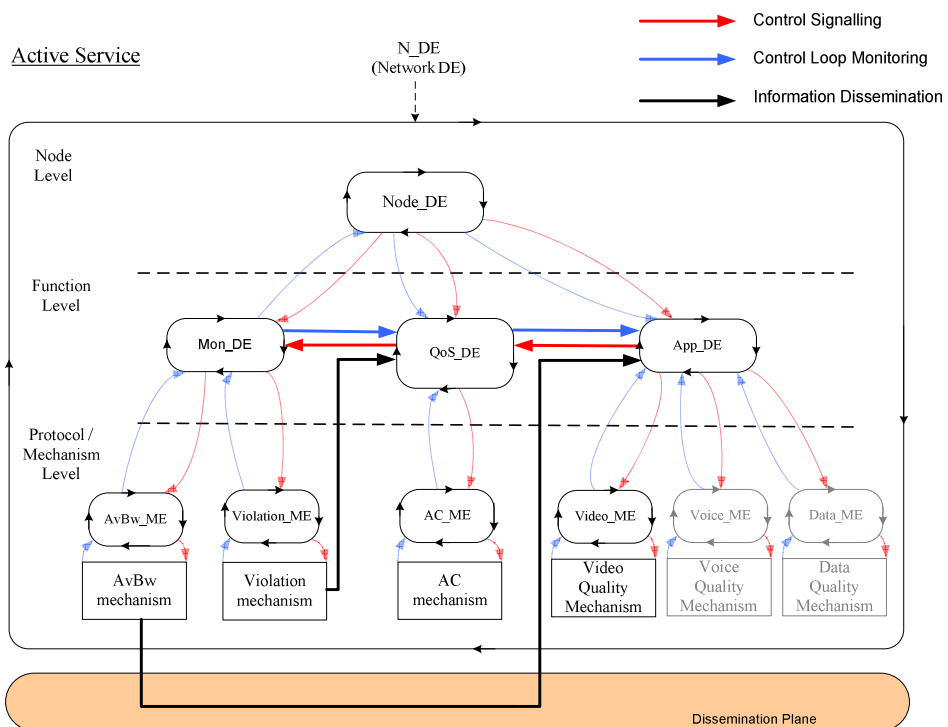 Active Service
N_DE
(Network DE)
Control Signalling
Control Loop Monitoring
Information Dissemination
Node
Level
Node_DE
Function
Level
Mon_DE
QoS_DE
App_DE
Protocol /
Mechanism
Level
AvBw_ME
Violation_ME
AC_ME
Video_ME
Voice_ME
Data_ME
AvBw
mechanism
Violation
mechanism
AC
mechanism
Video
Quality
Mechanism
Voice
Quality
Mechanism
Data
Quality
Mechanism
Dissemination Plane